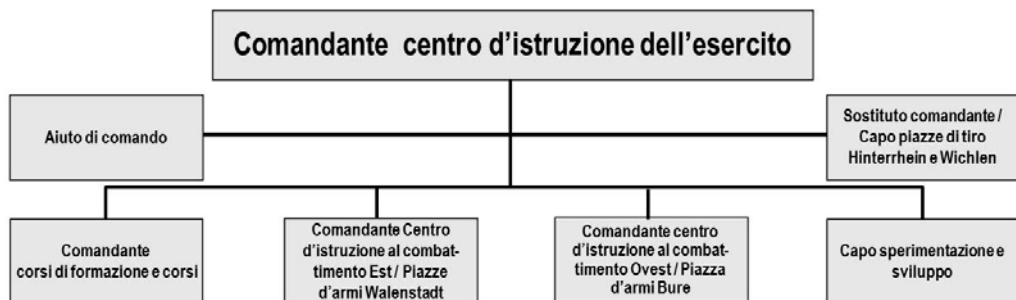 Comandante centro d'istruzione dell'esercito
Aiuto di comando
Sostituto comandante /
Capo piazze di tiro
Hinterrhein e Wichlen
Comandante
corsi di formazione e corsi
Comandante Centro
d'istruzione al combat-
timento Est / Piazze
d'armi Walenstadt
Comandante centro
d'istruzione al combat-
timento Ovest / Piazza
d'armi Bure
Capo sperimentazione e
sviluppo